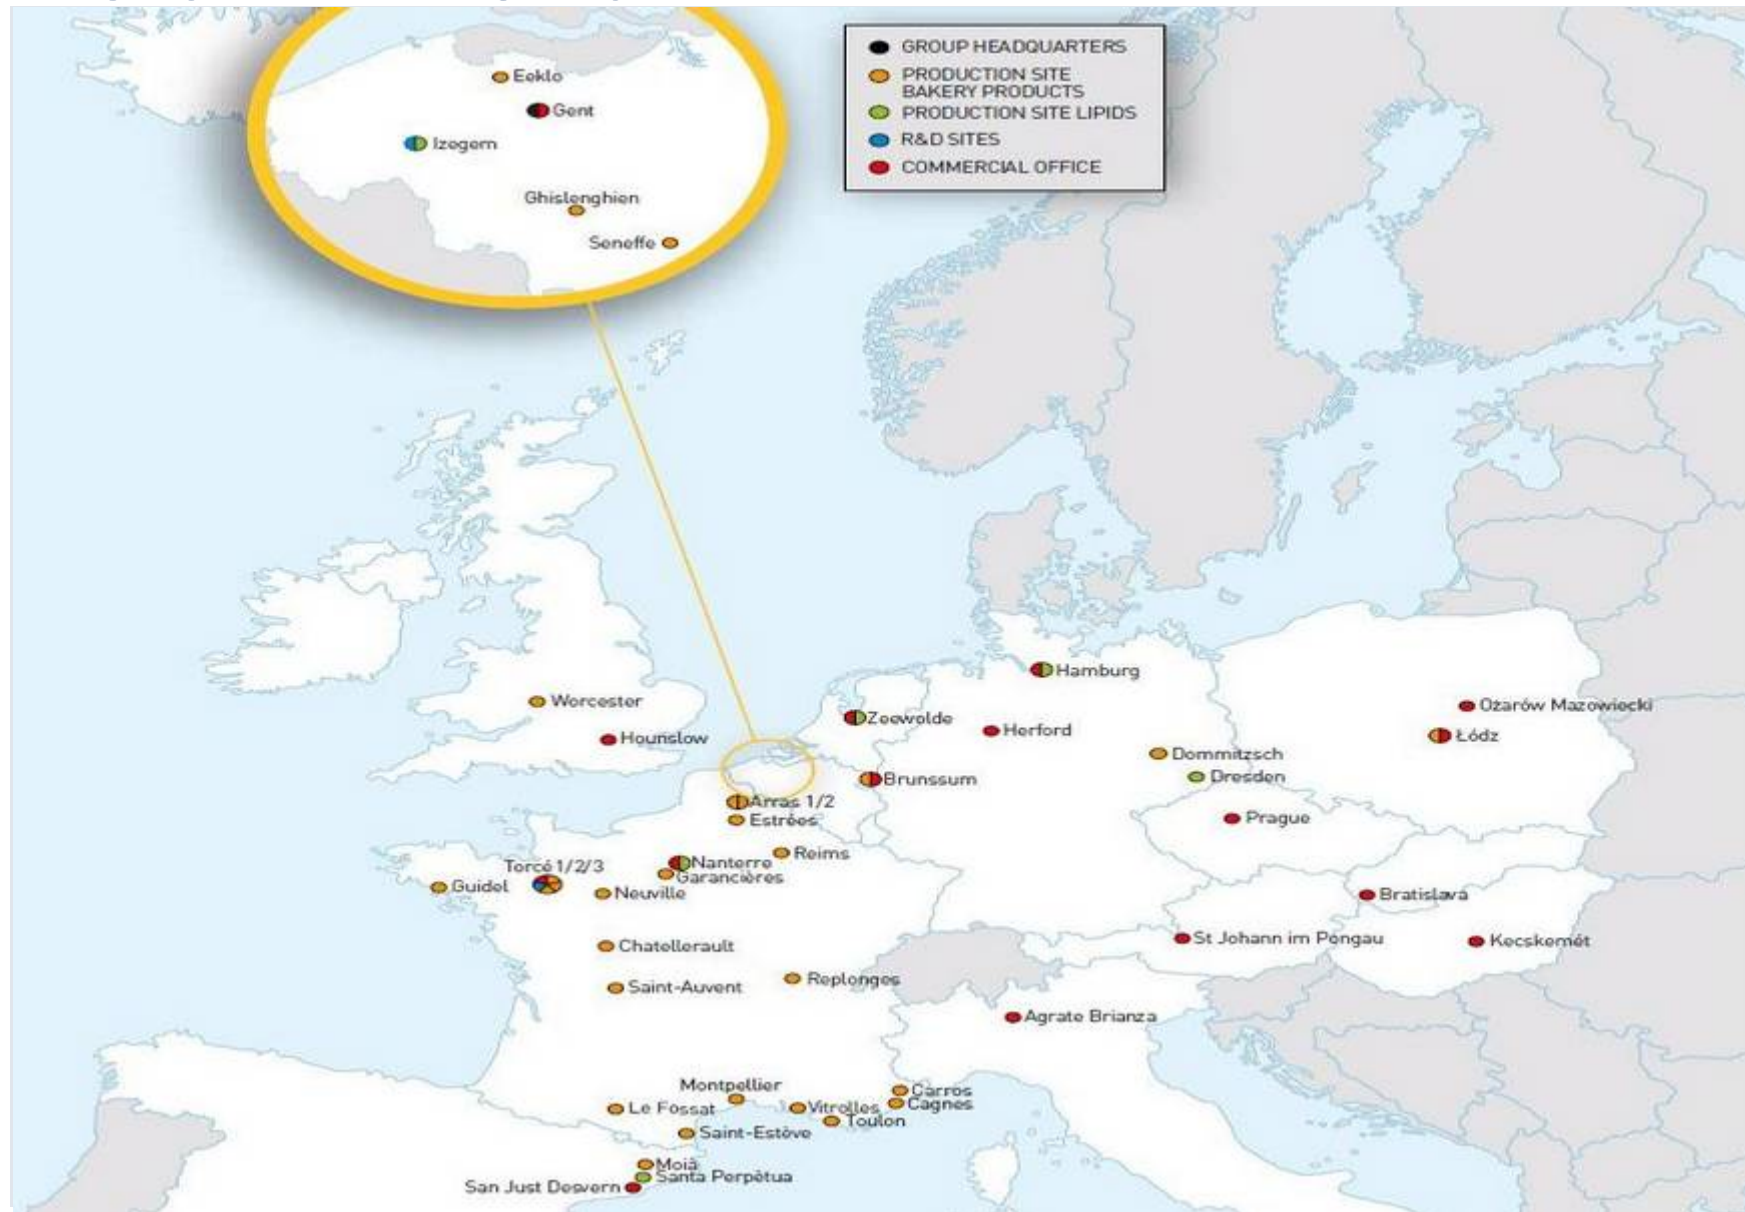 GROUP HEADQUARTERS
PRODUCTION SITE
BAKERY PRODUCTS
PRODUCTION SITE LIPIDS
R&D SITES
COMMERCIAL OFFICE
Eeklo
Gent
Izegem
Ghislenghien
Seneffe
Hamburg
Worcester
Zeewolde
Herford
Ożarów Mazowiecki
Hounslow
Łódz
Dommitzsch
Brunssum
Dresden
Arras 1/2
Estrées
Prague
Reims
Torcé 1/2/3
Nanterre
Garancières
Guidel
Neuville
Bratislava
Chatellerault
St Johann im Pongau
Kecskemét
Replonges
Saint-Auvent
Agrate Brianza
Montpellier
Carros
Cagnes
Le Fossat
Vitrolles
Toulon
Saint-Estève
Moià
Santa Perpètua
San Just Desvern